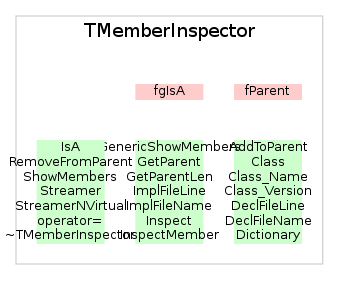 TMemberInspector
fgIsA
fParent
IsA
RemoveFromParent
ShowMembers
Streamer
StreamerNVirtual
operator=
~TMemberInspector
GenericShowMembers
GetParent
GetParentLen
ImplFileLine
ImplFileName
Inspect
InspectMember
AddToParent
Class
Class_Name
Class_Version
DeclFileLine
DeclFileName
Dictionary